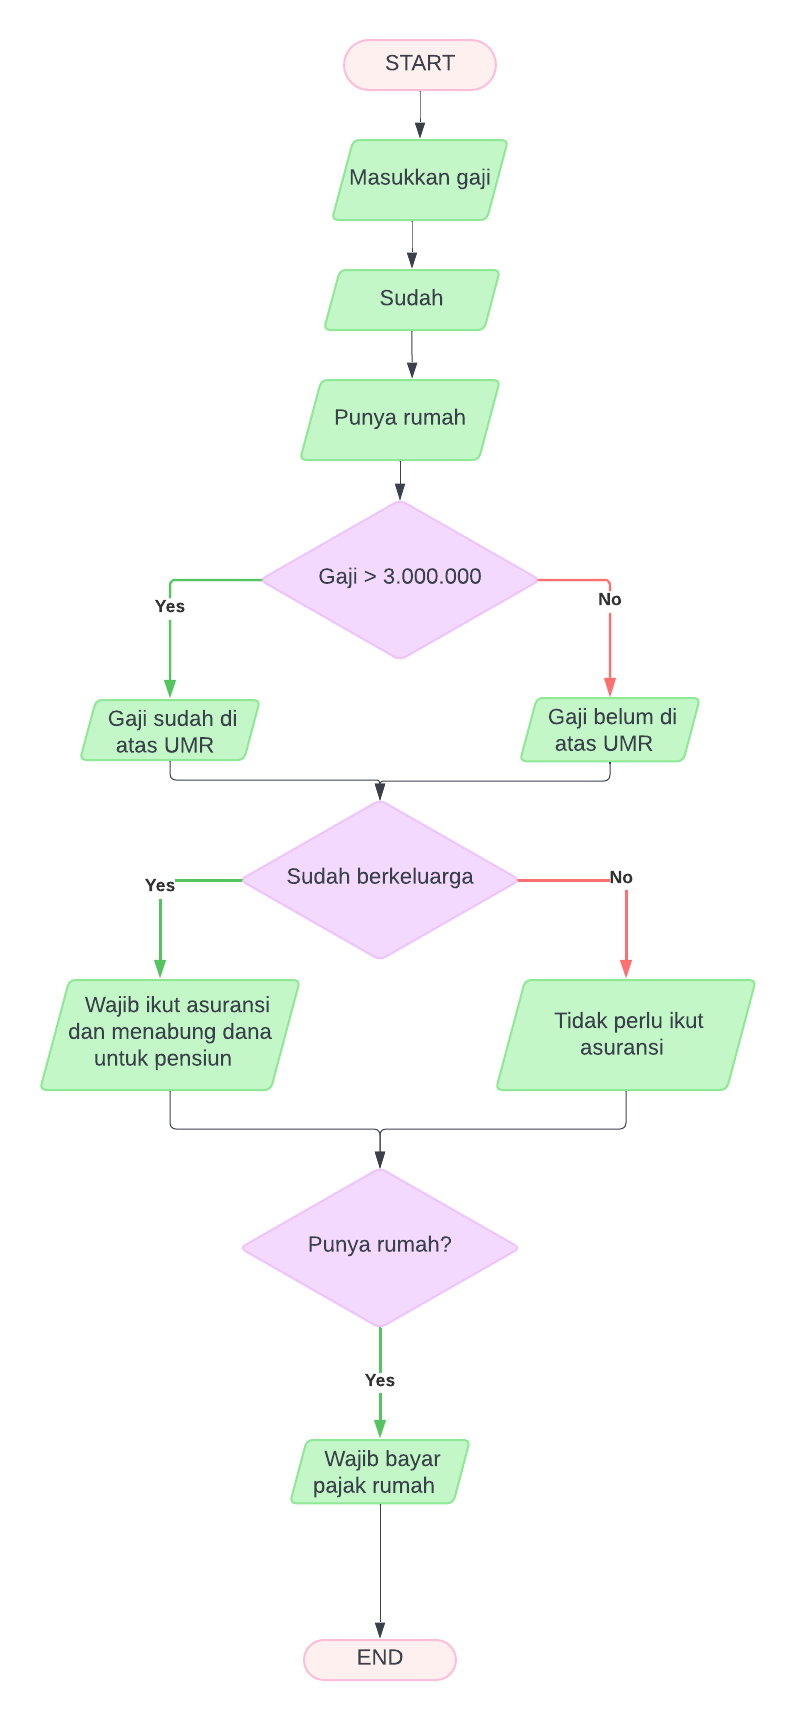 START
Masukkan gaji
Sudah
Punya rumah
Gaji > 3.000.000
Yes
No
Gaji sudah di
atas UMR
Gaji belum di
atas UMR
Sudah berkeluarga
Yes
No
Wajib ikut asuransi
dan menabung dana
untuk pensiun
Tidak perlu ikut
asuransi
Punya rumah?
Yes
Wajib bayar
pajak rumah
END